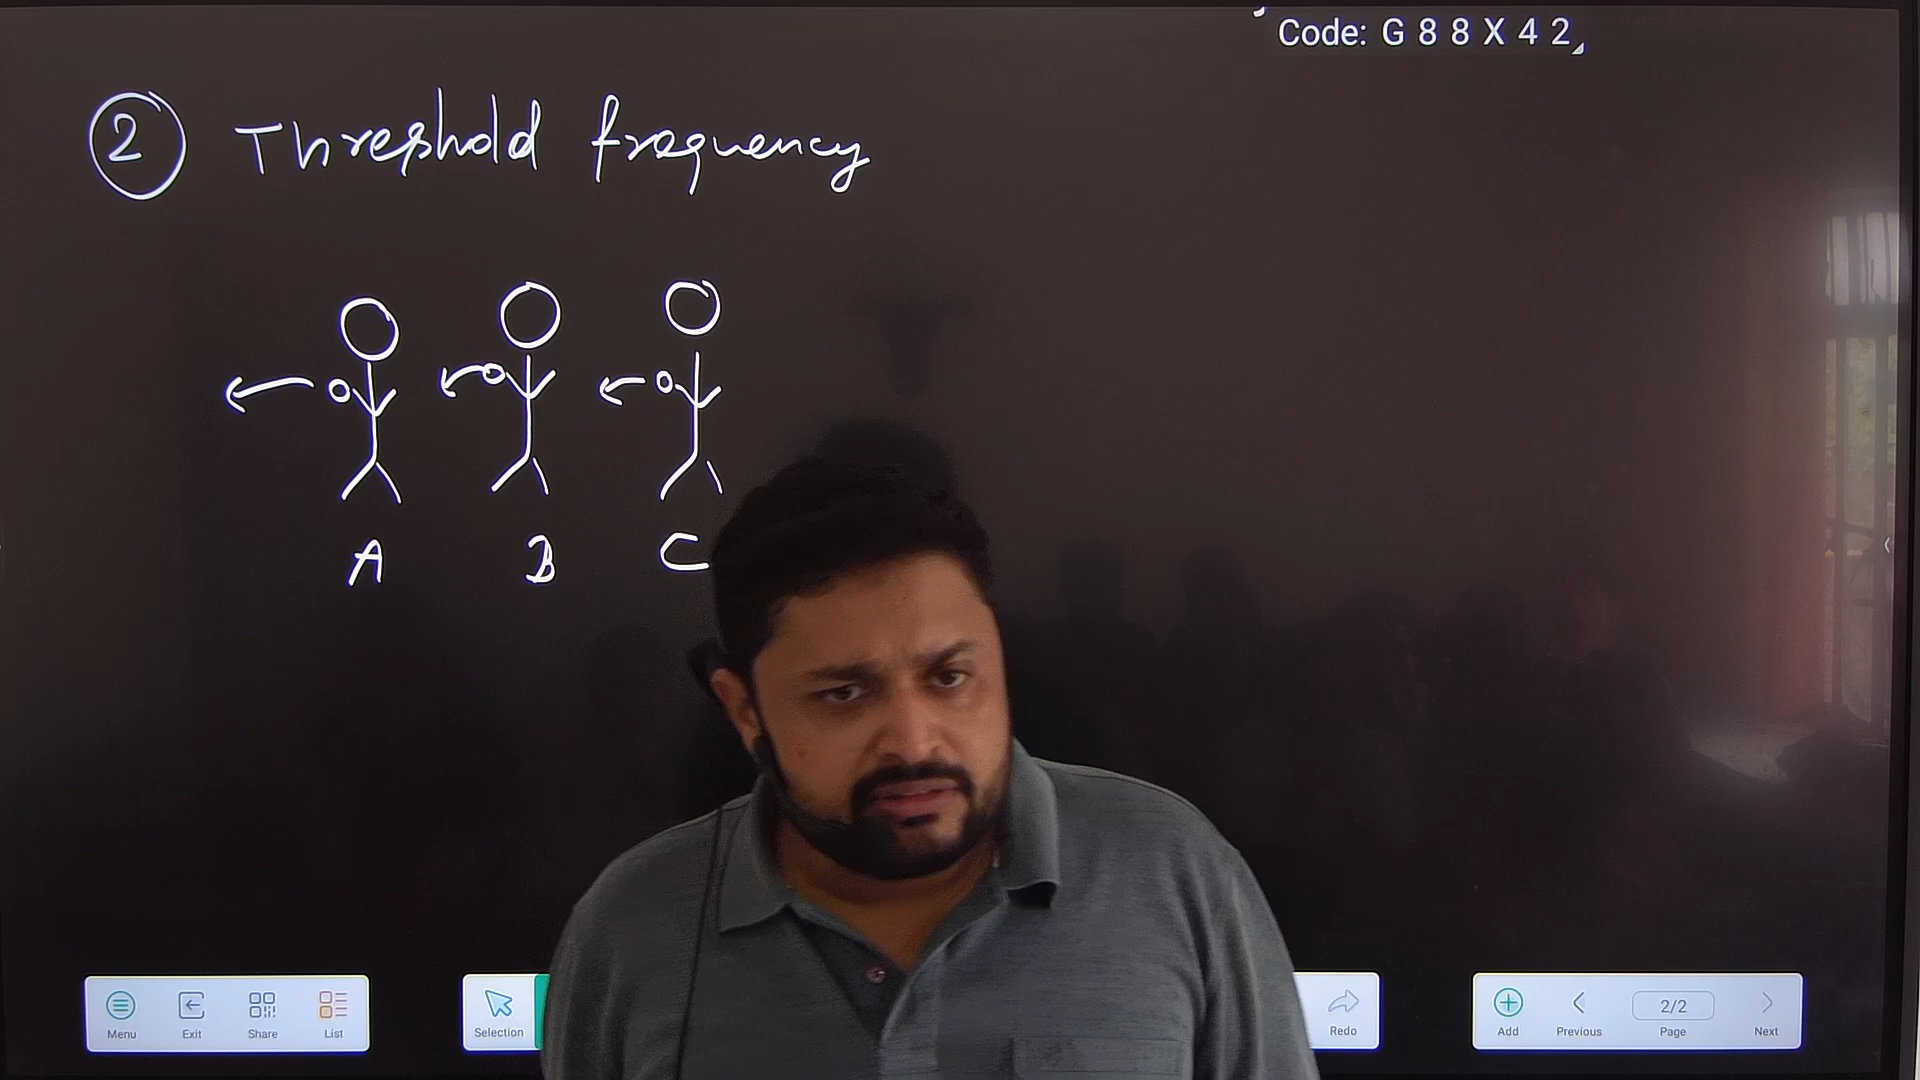 Code: G 8 8 X 4 2
2 Threshold frequency
A B C
Menu Exit Share List Selection Redo Add Previous 2/2 Page Next